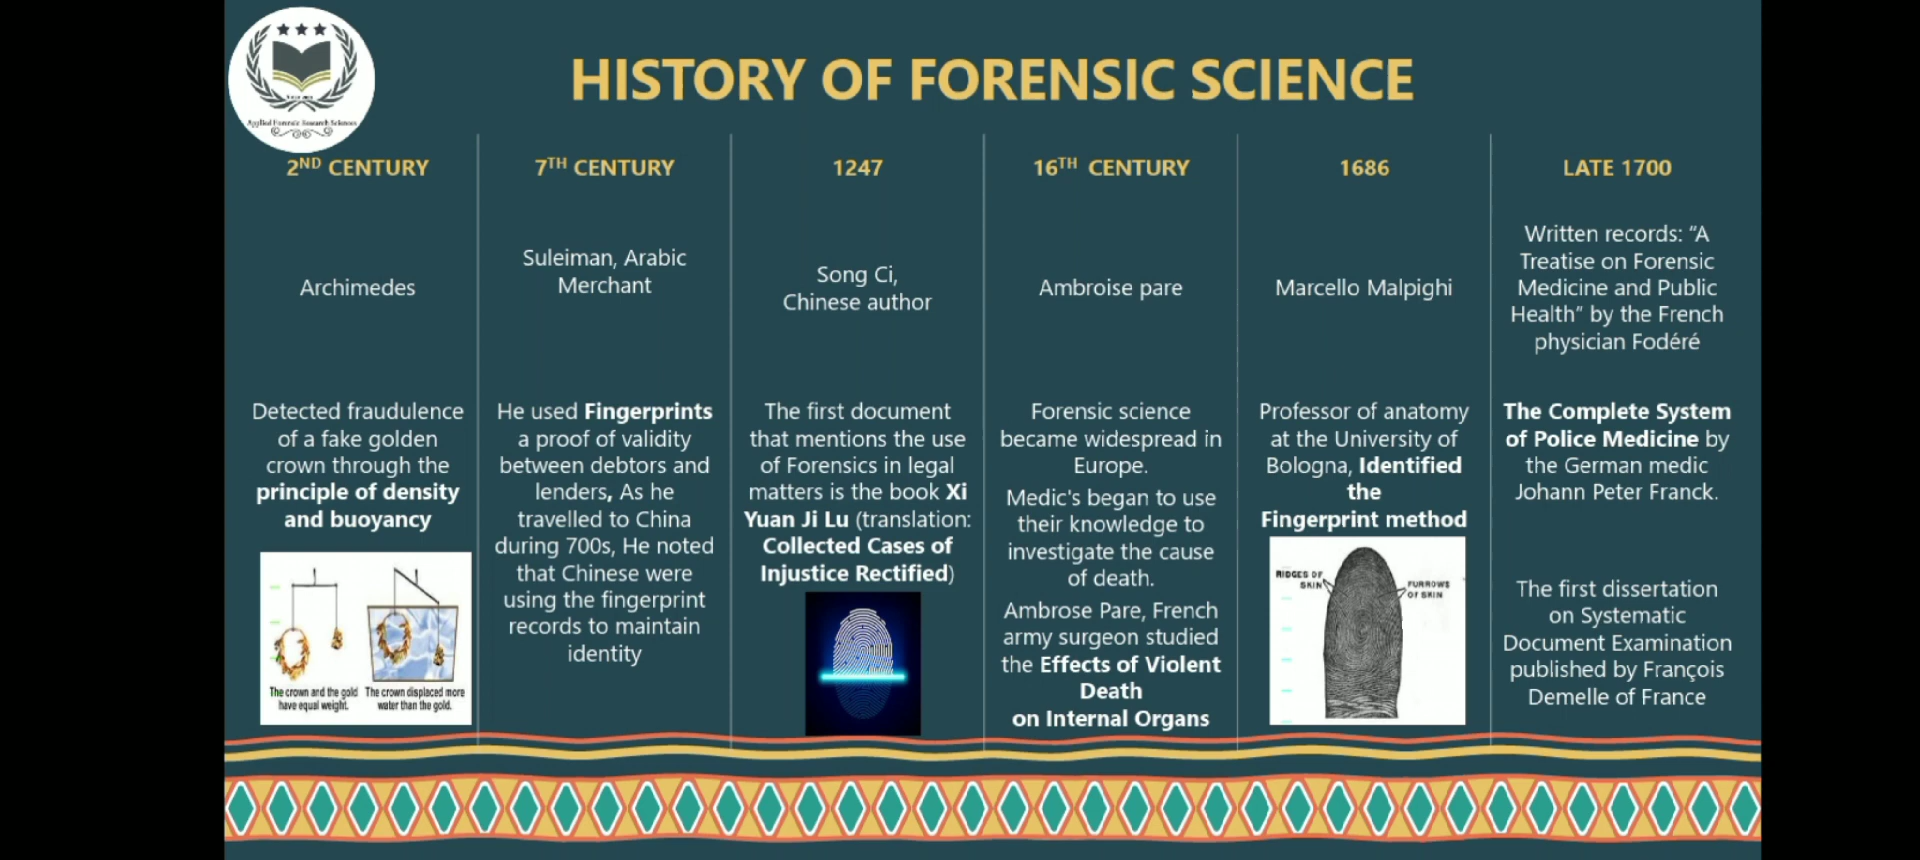 HISTORY OF FORENSIC SCIENCE
Applied Forensic Research Sciences
2ND CENTURY
Archimedes
Detected fraudulence
of a fake golden
crown through the
principle of density
and buoyancy
The crown and the gold
have equal weight.
The crown displaced more
water than the gold.
7TH CENTURY
Suleiman, Arabic
Merchant
He used Fingerprints
a proof of validity
between debtors and
lenders, As he
travelled to China
during 700s, He noted
that Chinese were
using the fingerprint
records to maintain
identity
1247
Song Ci,
Chinese author
The first document
that mentions the use
of Forensics in legal
matters is the book Xi
Yuan Ji Lu (translation:
Collected Cases of
Injustice Rectified)
16TH CENTURY
Ambroise pare
Forensic science
became widespread in
Europe.
Medic's began to use
their knowledge to
investigate the cause
of death.
Ambrose Pare, French
army surgeon studied
the Effects of Violent
Death
on Internal Organs
1686
Marcello Malpighi
Professor of anatomy
at the University of
Bologna, Identified
the
Fingerprint method
RIDGES OF
SKIN
FURROWS
OF SKIN
LATE 1700
Written records: “A
Treatise on Forensic
Medicine and Public
Health” by the French
physician Fodéré
The Complete System
of Police Medicine by
the German medic
Johann Peter Franck.
The first dissertation
on Systematic
Document Examination
published by François
Demelle of France